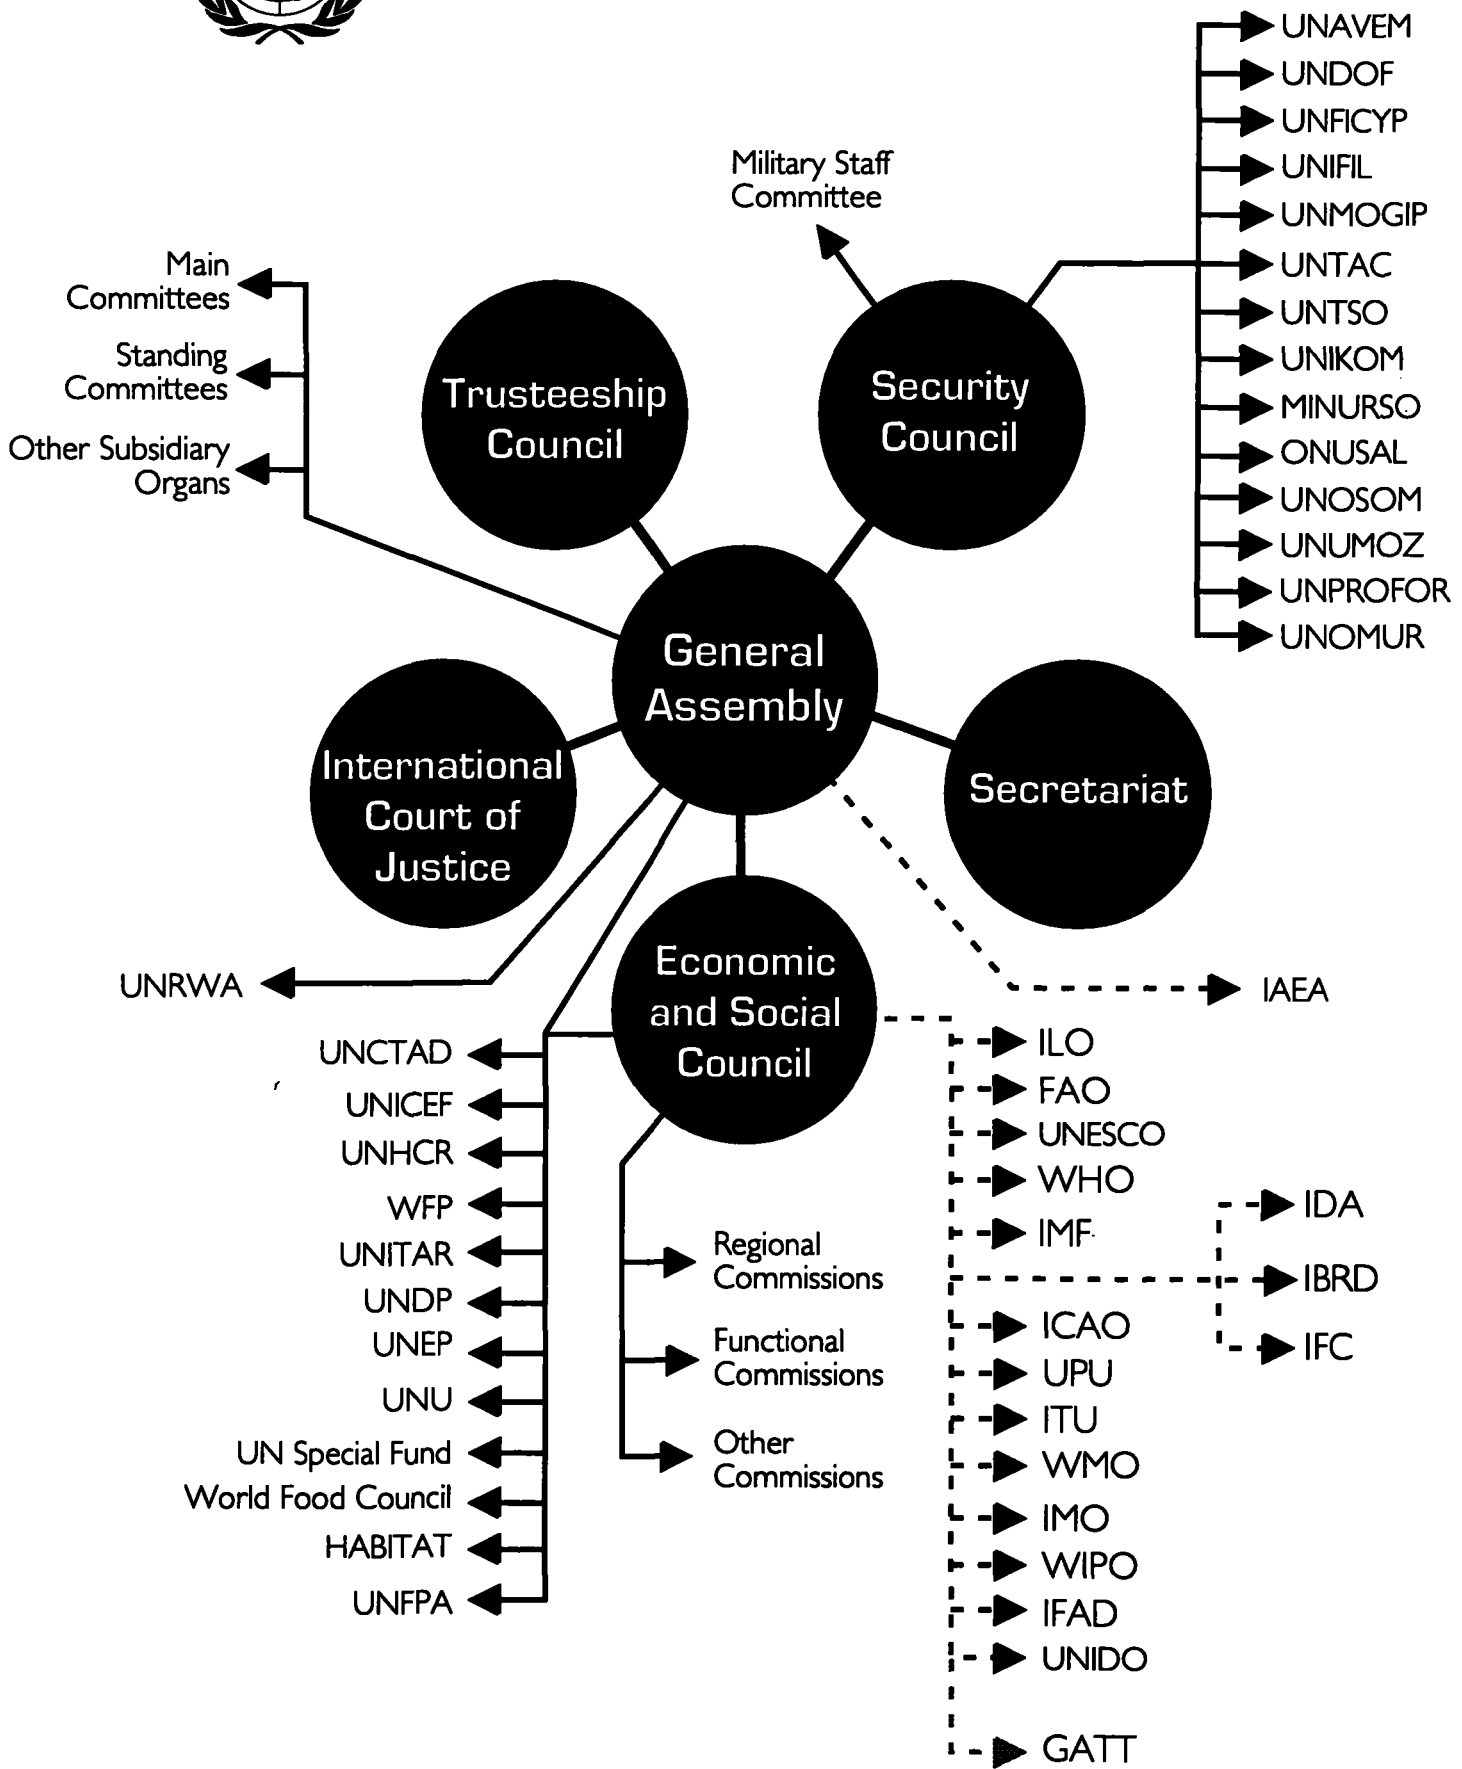 UNAVEM
UNDOF
UNFICYP
UNIFIL
UNMOGIP
UNTAC
UNTSO
UNIKOM
MINURSO
ONUSAL
UNOSOM
UNUMOZ
UNPROFOR
UNOMUR
Military Staff
Committee
Main
Committees
Standing
Committees
Other Subsidiary
Organs
Trusteeship
Council
Security
Council
General
Assembly
International
Court of
Justice
Secretariat
Economic
and Social
Council
UNRWA
IAEA
UNCTAD
UNICEF
UNHCR
WFP
UNITAR
UNDP
UNEP
UNU
UN Special Fund
World Food Council
HABITAT
UNFPA
Regional
Commissions
Functional
Commissions
Other
Commissions
ILO
FAO
UNESCO
WHO
IMF
IDA
IBRD
IFC
ICAO
UPU
ITU
WMO
IMO
WIPO
IFAD
UNIDO
GATT